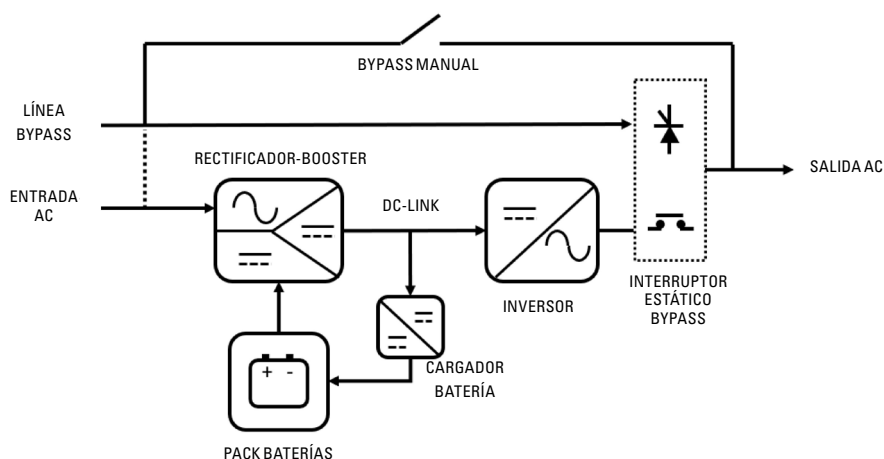 BYPASS MANUAL
LÍNEA
BYPASS
RECTIFICADOR-BOOSTER
SALIDA AC
ENTRADA
AC
DC-LINK
INVERSOR
INTERRUPTOR
ESTÁTICO
BYPASS
CARGADOR
BATERÍA
+ -
PACK BATERÍAS